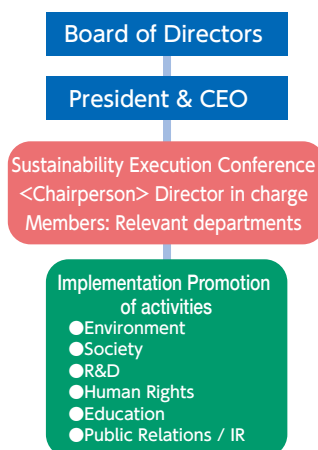 Board of Directors
President & CEO
Sustainability Execution Conference
<Chairperson> Director in charge
Members: Relevant departments
Implementation Promotion
of activities
●Environment
●Society
●R&D
●Human Rights
●Education
●Public Relations / IR